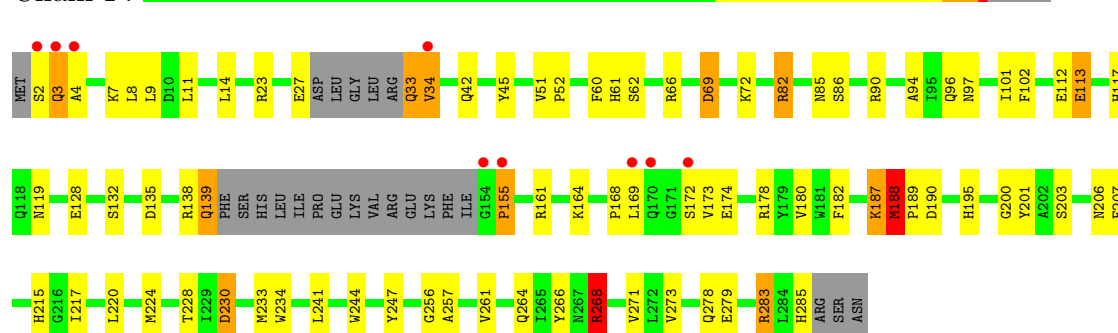 MET S2 Q3 A4 K7 L8 L9 D10 L11 L14 R23 E27 ASP LEU GLY LEU ARG Q33 V34 Q42 Y45 V51 P52 F60 H61 S62 R66 D69 K72 R82 N85 S86 R90 A94 I95 Q96 N97 I101 F102 E112 E113 H117
Q118 N119 E128 S132 D135 R138 Q139 PHE SER HIS LEU ILE PRO GLU LYS VAL ARG GLU LYS PHE ILE G154 P155 R161 K164 P168 L169 Q170 G171 S172 V173 E174 R178 Y179 V180 W181 F182 K187 M188 P189 D190 H195 G200 Y201 A202 S203 N206
H215 G216 I217 L220 M224 T228 I229 D230 M233 W234 L241 W244 Y247 G256 A257 V261 Q264 I265 Y266 N267 R268 V271 L272 V273 Q278 E279 R283 L284 H285 ARG SER ASN